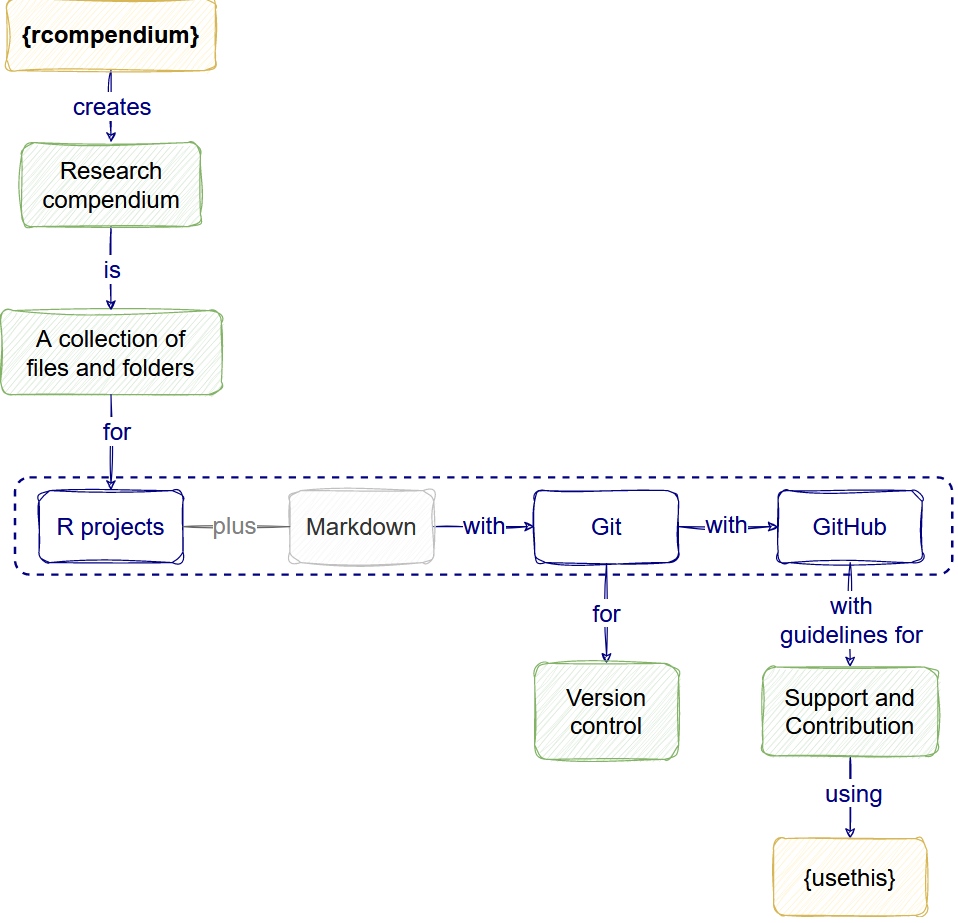 {rcompendium}
creates
Research
compendium
is
A collection of
files and folders
for
R projects
plus
Markdown
with
Git
with
GitHub
for
with
guidelines for
Version
control
Support and
Contribution
using
{usethis}